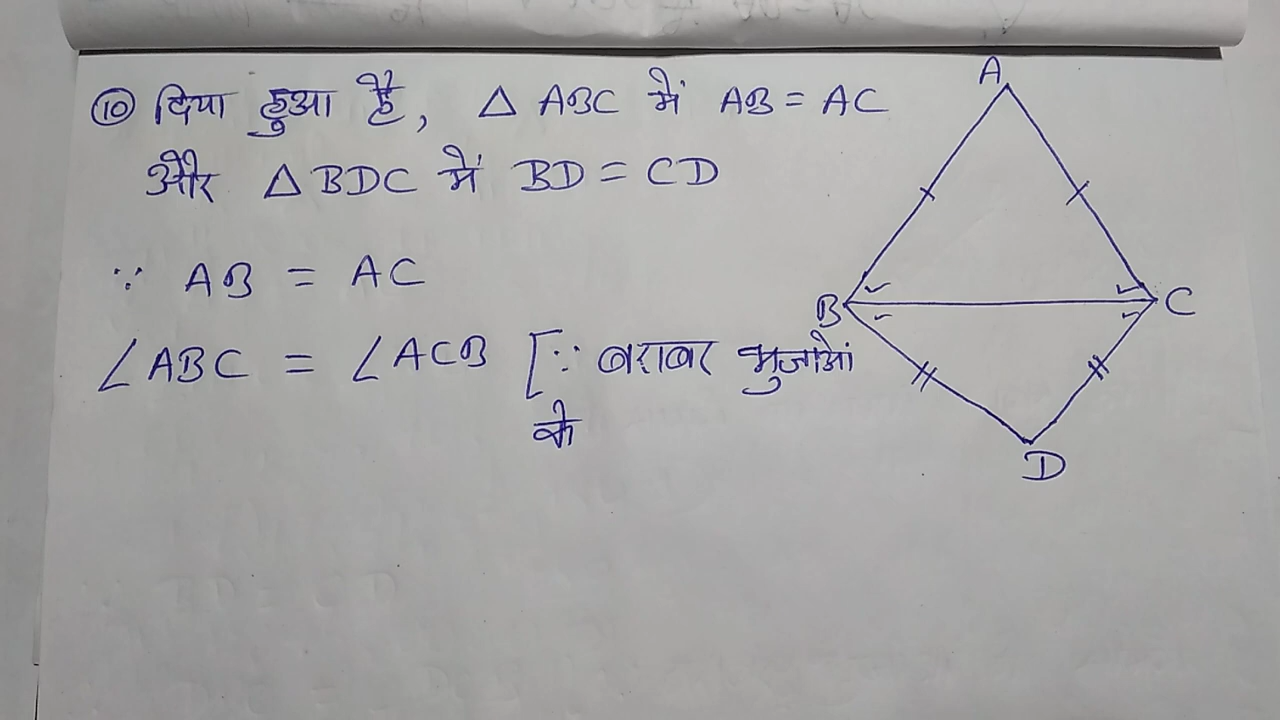 ⑩ दिया हुआ है, △ ABC में AB = AC
और △ BDC में BD = CD
∵ AB = AC
∠ABC = ∠ACB [∵ बराबर भुजाओं
के
A
B
C
D